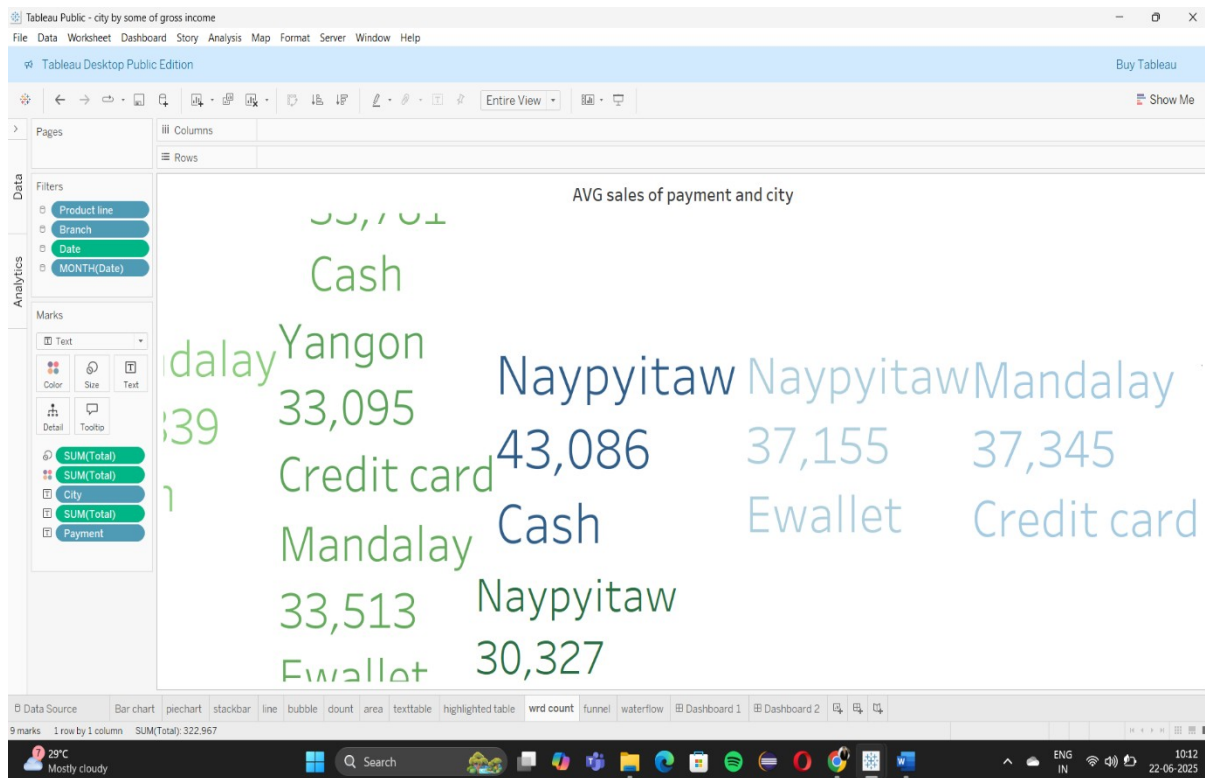 Tableau Public - city by some of gross income
File Data Worksheet Dashboard Story Analysis Map Format Server Window Help
Tableau Desktop Public Edition
Buy Tableau
Entire View
Show Me
Pages
Columns
Rows
Data
Analytics
Filters
Product line
Branch
Date
MONTH(Date)
Marks
Text
Color Size Text
Detail Tooltip
SUM(Total)
SUM(Total)
City
SUM(Total)
Payment
AVG sales of payment and city
Cash
dalay
Yangon
33,095
Credit card
Mandalay
33,513
Ewallet
Naypyitaw
43,086
Cash
Naypyitaw
30,327
Naypyitaw
37,155
Ewallet
Mandalay
37,345
Credit card
Data Source Bar chart piechart stackbar line bubble dount area texttable highlighted table wrd count funnel waterflow Dashboard 1 Dashboard 2
9 marks 1 row by 1 column SUM(Total): 322,967
7
29°C
Mostly cloudy
Search
ENG
IN
10:12
22-06-2025